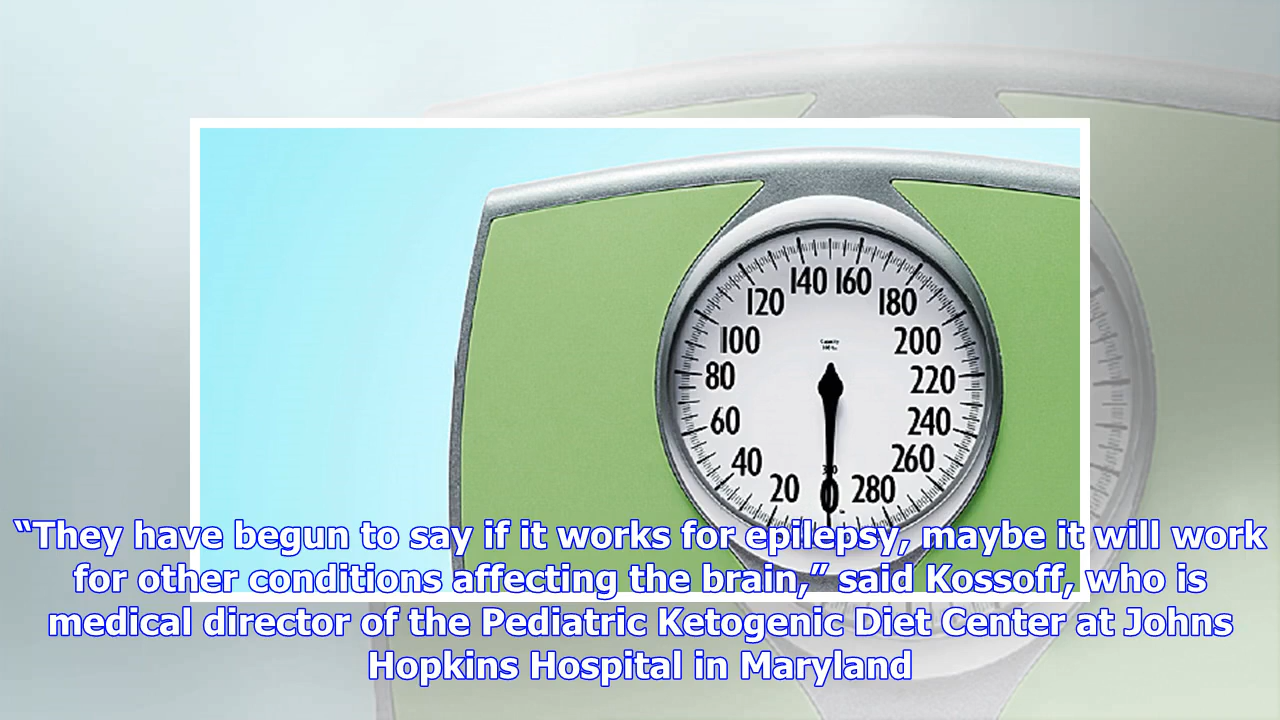 140 160
120 180
100 200
80 220
60 240
40 260
20 0 280
“They have begun to say if it works for epilepsy, maybe it will work
for other conditions affecting the brain,” said Kossoff, who is
medical director of the Pediatric Ketogenic Diet Center at Johns
Hopkins Hospital in Maryland